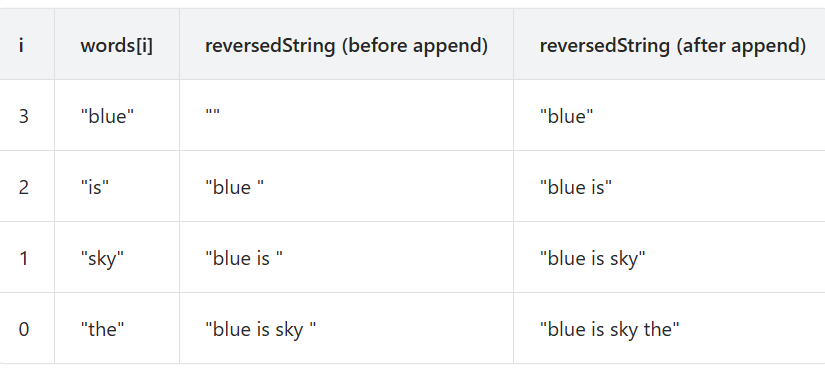 i words[i] reversedString (before append) reversedString (after append)
3 "blue" "" "blue"
2 "is" "blue " "blue is"
1 "sky" "blue is " "blue is sky"
0 "the" "blue is sky " "blue is sky the"